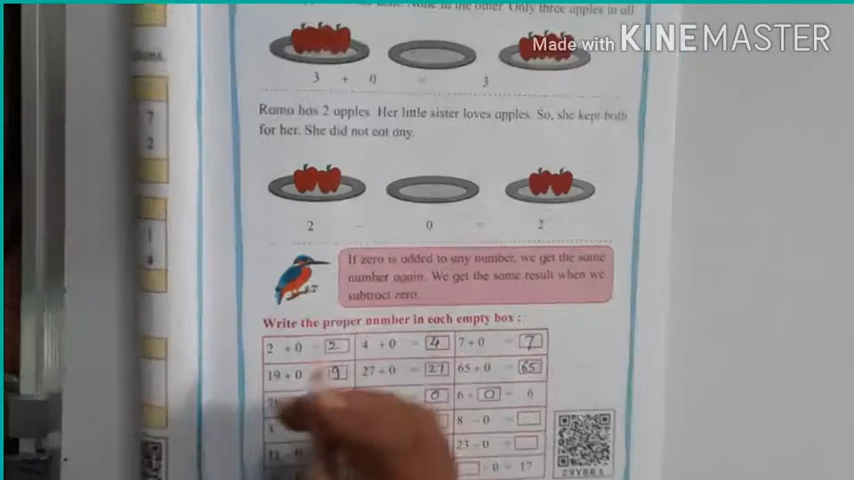 None in the other. Only three apples in all
Made with KINEMASTER
3 + 0 = 3
Rama has 2 apples. Her little sister loves apples. So, she kept both
for her. She did not eat any.
2 - 0 = 2
If zero is added to any number, we get the same
number again. We get the same result when we
subtract zero.
Write the proper number in each empty box :
2 + 0 = 2 4 + 0 = 4 7 + 0 = 7
19 + 0 9 27 + 0 = 27 65 + 0 = 65
0 6 + 0 = 6
8 - 0 =
23 - 0 =
- 0 = 17
7
2